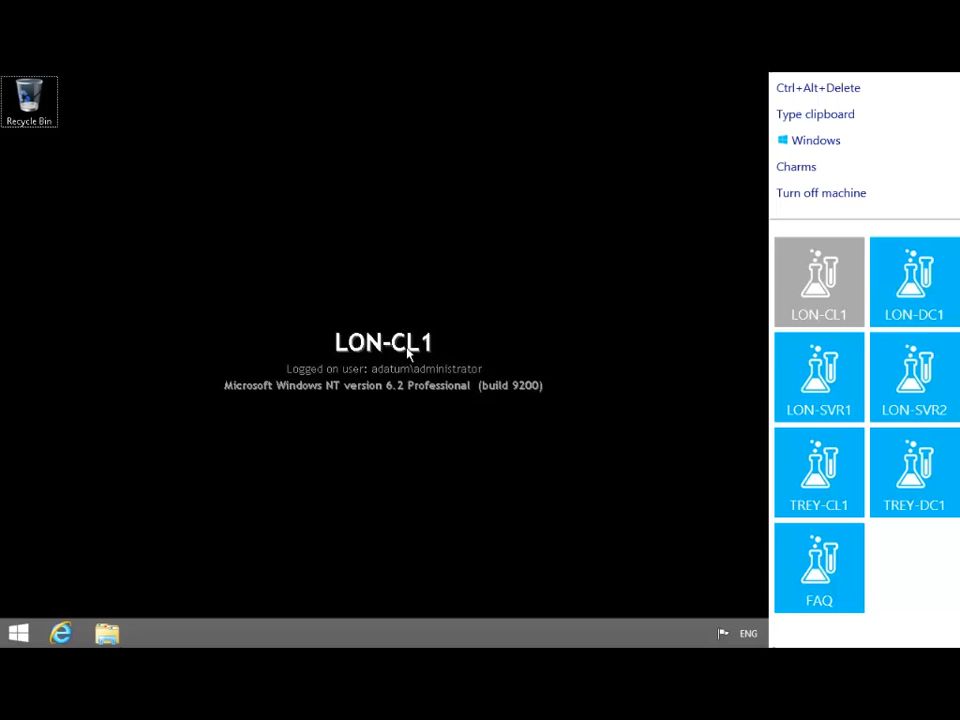 Recycle Bin
LON-CL1
Logged on user: adatum\administrator
Microsoft Windows NT version 6.2 Professional (build 9200)
ENG
Ctrl+Alt+Delete
Type clipboard
Windows
Charms
Turn off machine
LON-CL1
LON-DC1
LON-SVR1
LON-SVR2
TREY-CL1
TREY-DC1
FAQ